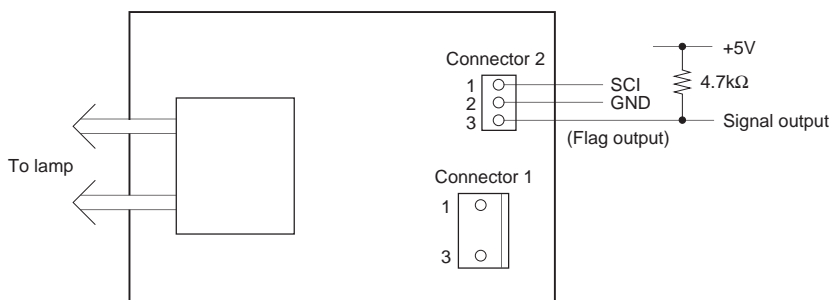 Connector 2
+5V
1
SCI
4.7kΩ
2
GND
3
(Flag output)
Signal output
To lamp
Connector 1
1
3